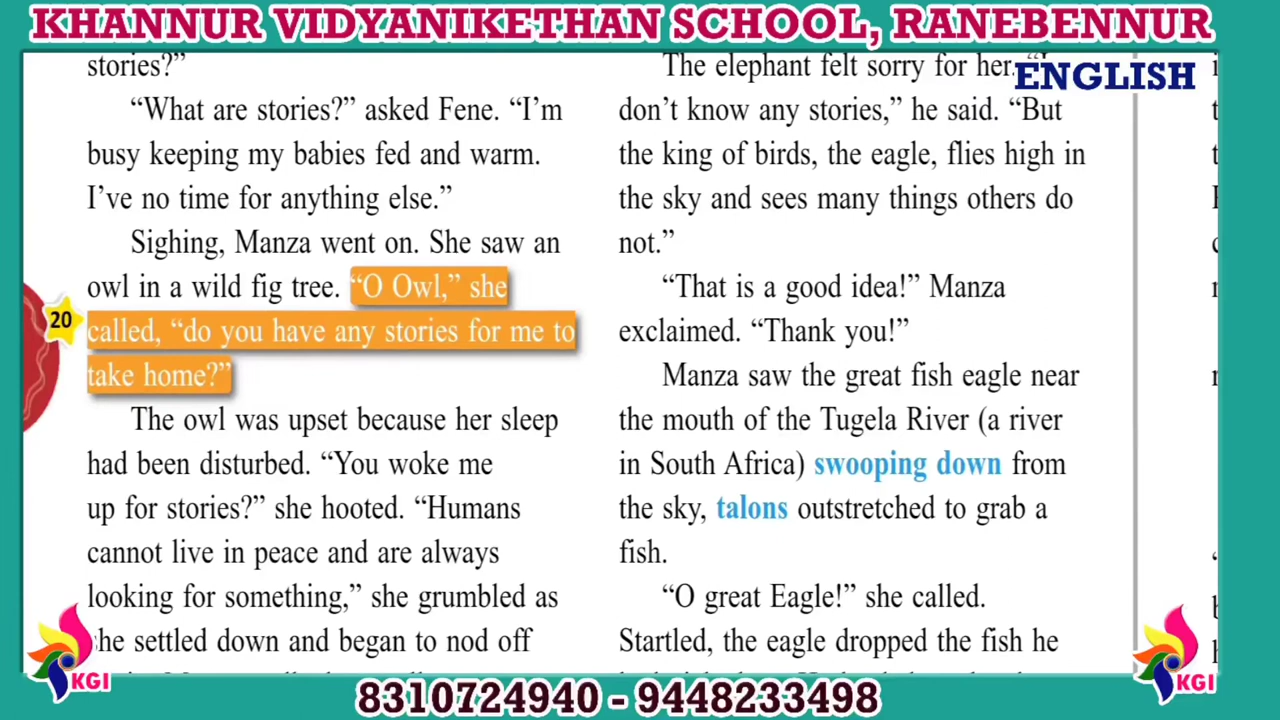 KHANNUR VIDYANIKETHAN SCHOOL, RANEBENNUR
ENGLISH
stories?”
“What are stories?” asked Fene. “I’m
busy keeping my babies fed and warm.
I’ve no time for anything else.”
Sighing, Manza went on. She saw an
owl in a wild fig tree. “O Owl,” she
20
called, “do you have any stories for me to
take home?”
The owl was upset because her sleep
had been disturbed. “You woke me
up for stories?” she hooted. “Humans
cannot live in peace and are always
looking for something,” she grumbled as
she settled down and began to nod off
The elephant felt sorry for her.
don’t know any stories,” he said. “But
the king of birds, the eagle, flies high in
the sky and sees many things others do
not.”
“That is a good idea!” Manza
exclaimed. “Thank you!”
Manza saw the great fish eagle near
the mouth of the Tugela River (a river
in South Africa) swooping down from
the sky, talons outstretched to grab a
fish.
“O great Eagle!” she called.
Startled, the eagle dropped the fish he
KGI
KGI
8310724940 - 9448233498